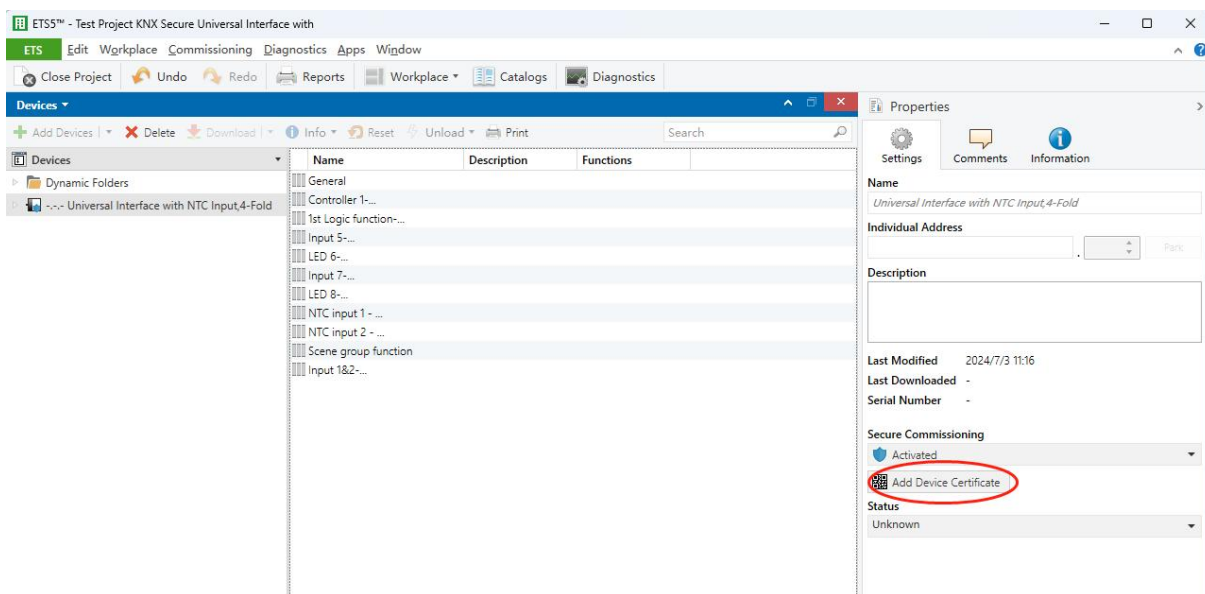 ETS5™ - Test Project KNX Secure Universal Interface with
ETS Edit Workplace Commissioning Diagnostics Apps Window
Close Project Undo Redo Reports Workplace Catalogs Diagnostics
Devices
Add Devices Delete Download Info Reset Unload Print Search
Devices
Dynamic Folders
-.-.- Universal Interface with NTC Input,4-Fold
Name Description Functions
General
Controller 1-...
1st Logic function-...
Input 5-...
LED 6-...
Input 7-...
LED 8-...
NTC input 1 - ...
NTC input 2 - ...
Scene group function
Input 1&2-...
Properties
Settings Comments Information
Name
Universal Interface with NTC Input,4-Fold
Individual Address
. Park
Description
Last Modified 2024/7/3 11:16
Last Downloaded -
Serial Number -
Secure Commissioning
Activated
Add Device Certificate
Status
Unknown